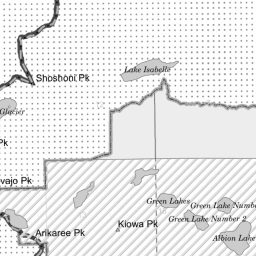 Lake Isabelle
Shoshoni Pk
Glacier
Pk
vajo Pk
Green Lakes
Green Lake Number
Green Lake Number 2
Kiowa Pk
Arikaree Pk
Albion Lake